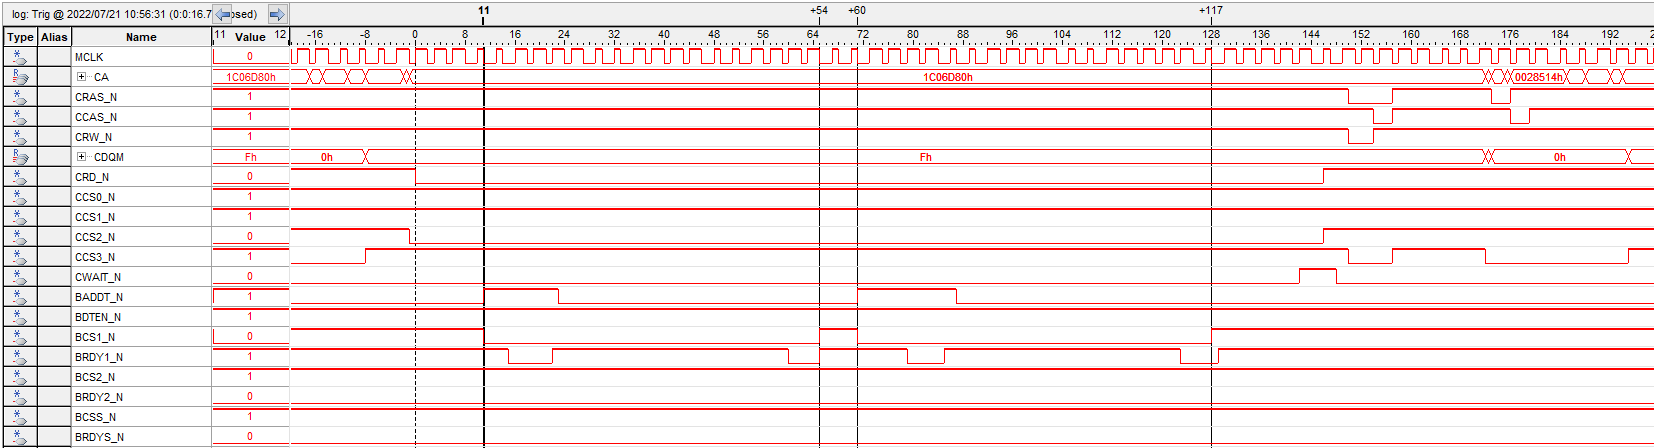 log: Trig @ 2022/07/21 10:56:31 (0:0:16.7 osed) 11 +54 +60 +117
Type Alias Name 11 Value 12 -16 -8 0 8 16 24 32 40 48 56 64 72 80 88 96 104 112 120 128 136 144 152 160 168 176 184 192 2
MCLK 0
CA 1C06D80h 1C06D80h 0028514h
CRAS_N 1
CCAS_N 1
CRW_N 1
CDQM Fh 0h Fh 0h
CRD_N 0
CCS0_N 1
CCS1_N 1
CCS2_N 0
CCS3_N 1
CWAIT_N 0
BADDT_N 1
BDTEN_N 1
BCS1_N 0
BRDY1_N 1
BCS2_N 1
BRDY2_N 0
BCSS_N 1
BRDYS_N 0